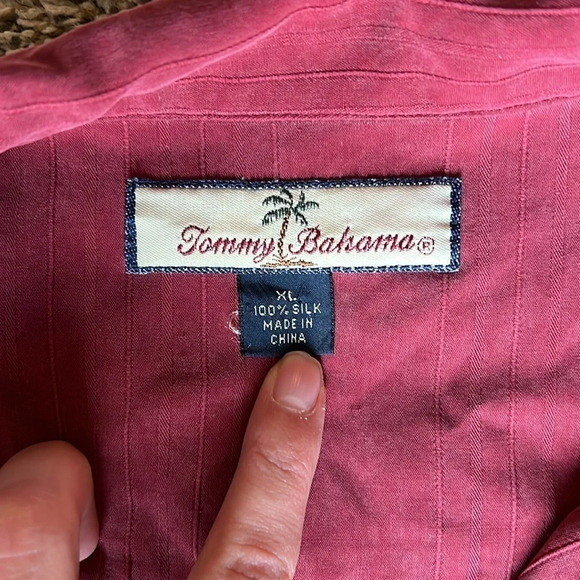 Tommy Bahama®
XL
100% SILK
MADE IN
CHINA